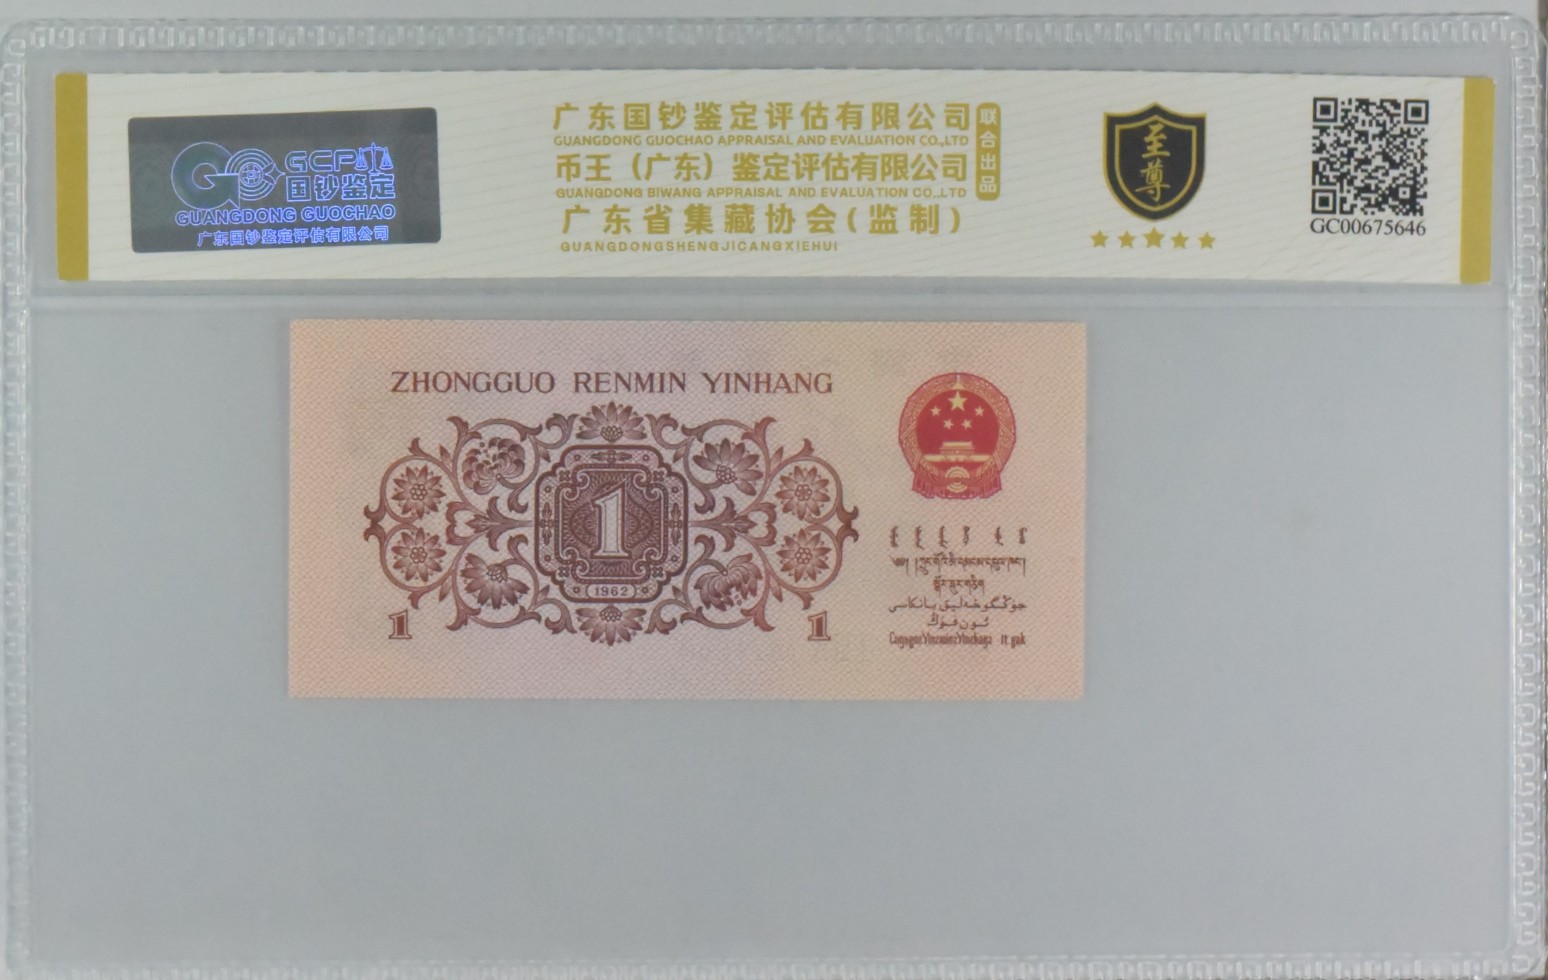 GCP
国钞鉴定
GUANGDONG GUOCHAO
广东国钞鉴定评估有限公司
广东国钞鉴定评估有限公司
GUANGDONG GUOCHAO APPRAISAL AND EVALUATION CO.,LTD
币王（广东）鉴定评估有限公司
GUANGDONG BIWANG APPRAISAL AND EVALUATION CO.,LTD
广东省集藏协会(监制)
GUANGDONGSHENGJICANGXIEHUI
联合出品
至尊
GC00675646
ZHONGGUO RENMIN YINHANG
1
(1962)
1
1